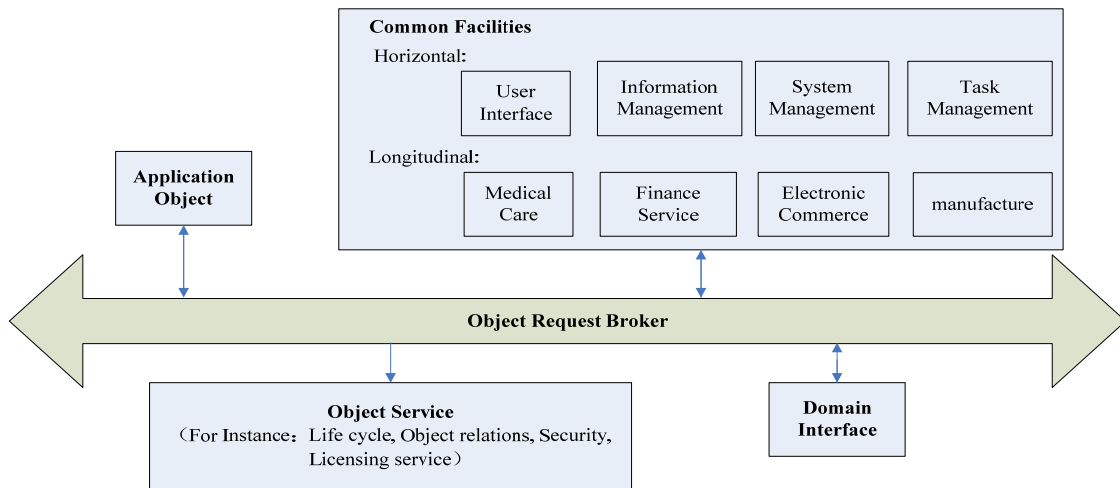 Common Facilities
Horizontal:
User
Interface
Information
Management
System
Management
Task
Management
Longitudinal:
Medical
Care
Finance
Service
Electronic
Commerce
manufacture
Application
Object
Object Request Broker
Object Service
（For Instance：Life cycle, Object relations, Security,
Licensing service）
Domain
Interface